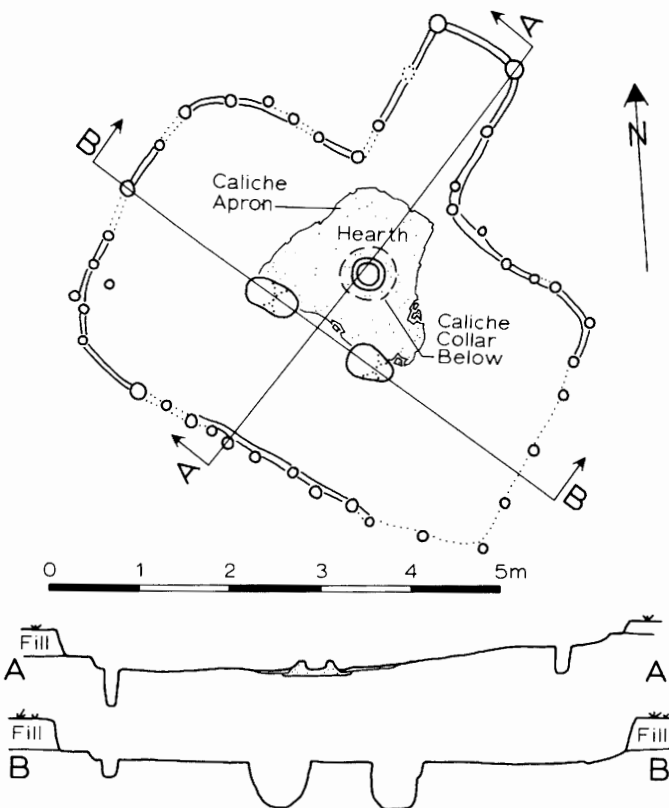 A
B
N
Caliche
Apron
Hearth
Caliche
Collar
Below
A
B
0 1 2 3 4 5m
Fill
A A
Fill Fill
B B